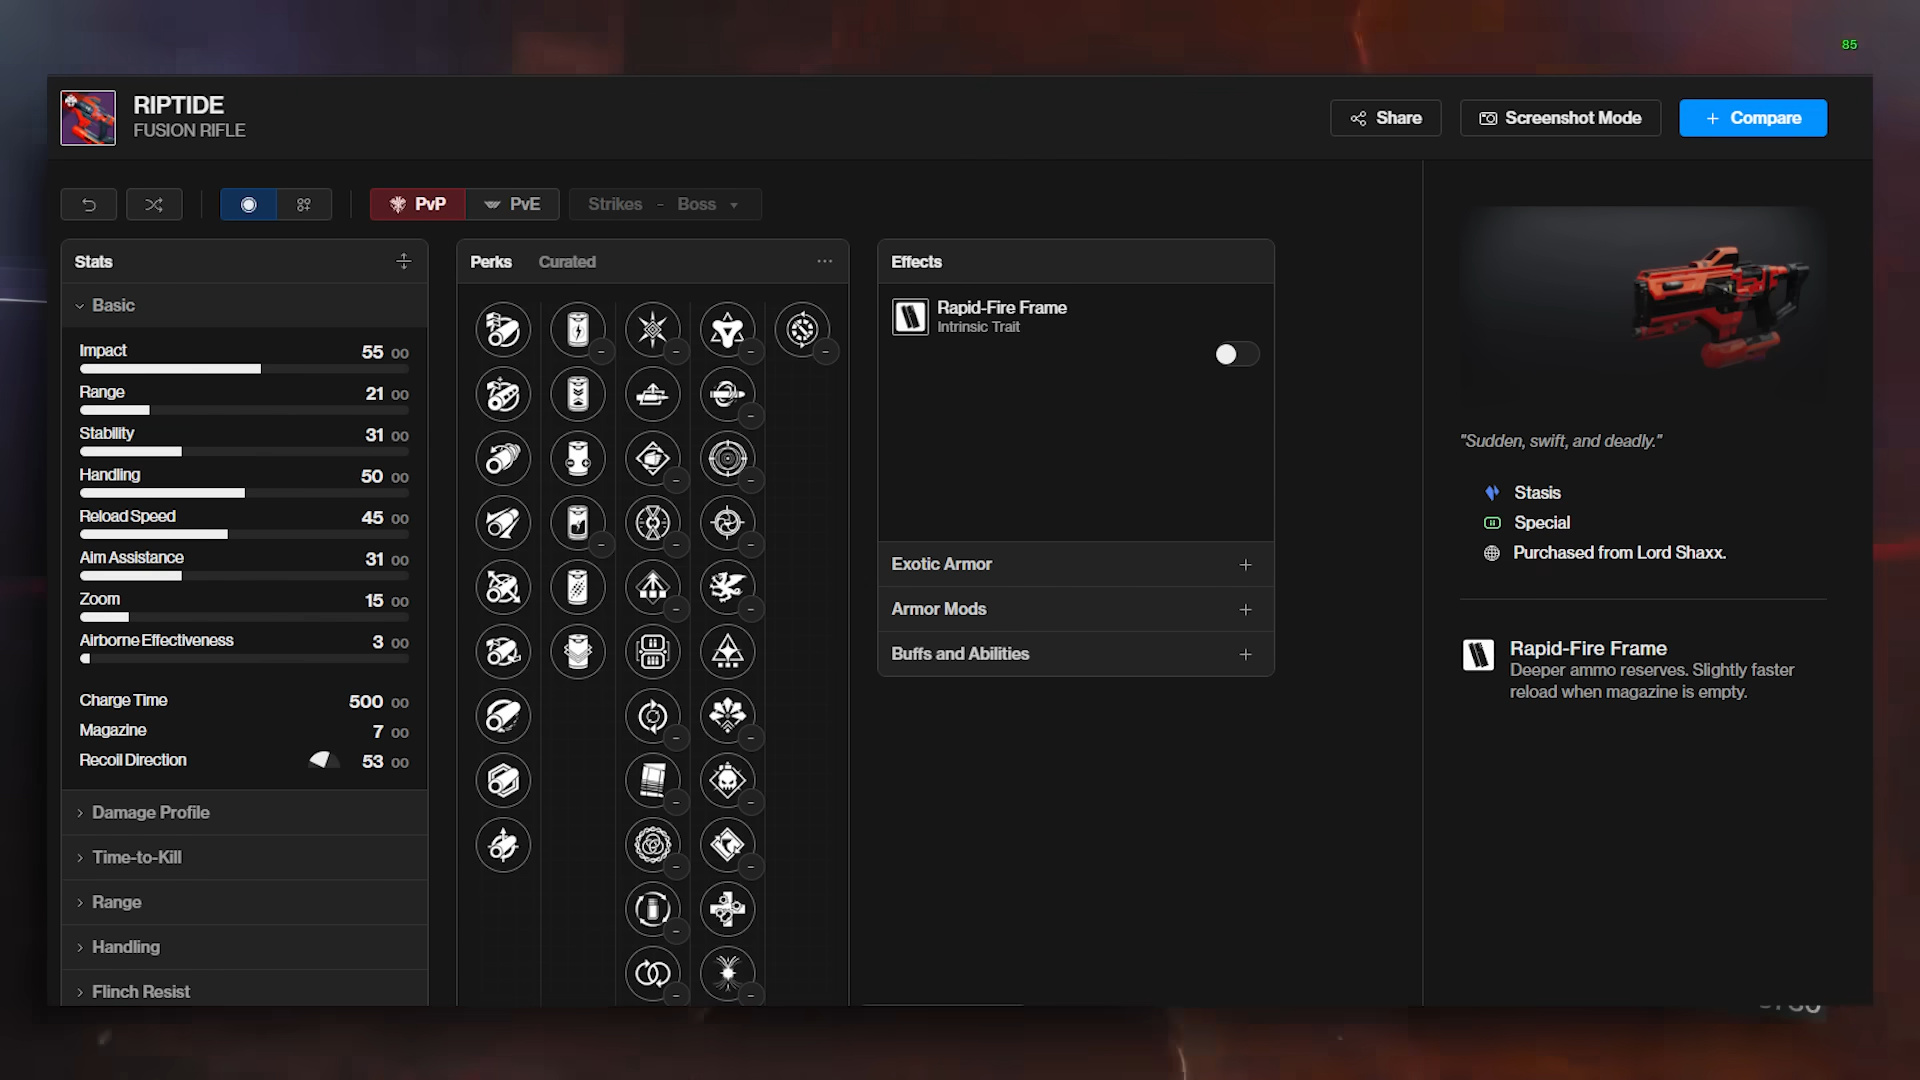 85
RIPTIDE
FUSION RIFLE
Share
Screenshot Mode
+ Compare
PvP
PvE
Strikes - Boss
Stats
Basic
Impact 55 00
Range 21 00
Stability 31 00
Handling 50 00
Reload Speed 45 00
Aim Assistance 31 00
Zoom 15 00
Airborne Effectiveness 3 00
Charge Time 500 00
Magazine 7 00
Recoil Direction 53 00
Damage Profile
Time-to-Kill
Range
Handling
Flinch Resist
Perks Curated
Effects
Rapid-Fire Frame
Intrinsic Trait
Exotic Armor +
Armor Mods +
Buffs and Abilities +
"Sudden, swift, and deadly."
Stasis
Special
Purchased from Lord Shaxx.
Rapid-Fire Frame
Deeper ammo reserves. Slightly faster
reload when magazine is empty.